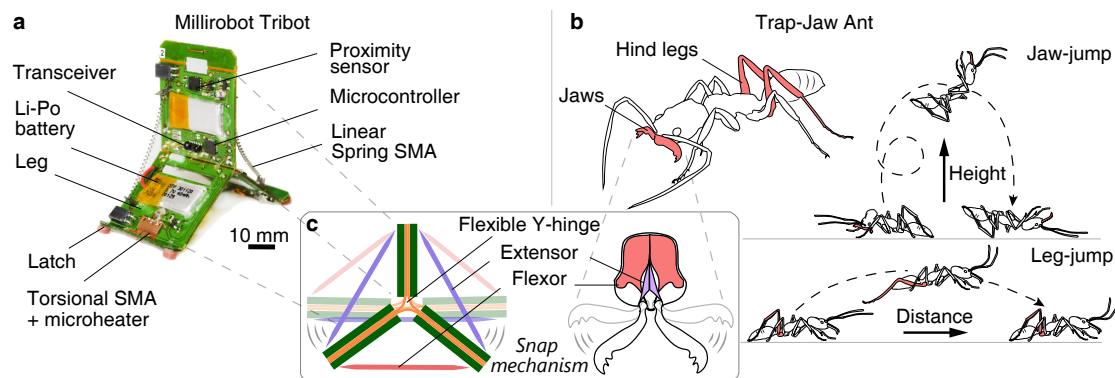 a
Millirobot Tribot
Transceiver
Proximity
sensor
Li-Po
battery
Microcontroller
Leg
Linear
Spring SMA
10 mm
Latch
Torsional SMA
+ microheater
b
Trap-Jaw Ant
Hind legs
Jaws
Jaw-jump
Height
Leg-jump
Distance
c
Flexible Y-hinge
Extensor
Flexor
Snap
mechanism